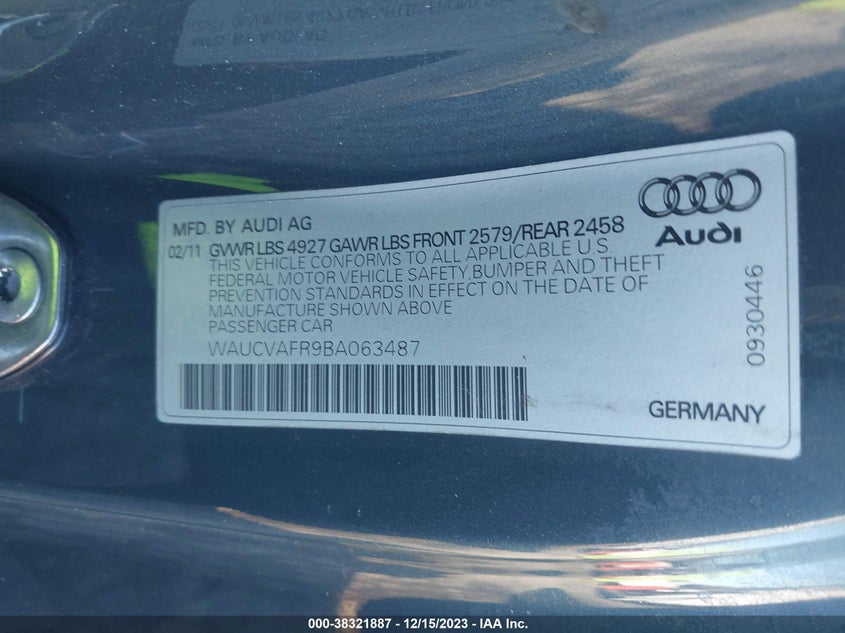 MFD. BY AUDI AG
02/11 GVWR LBS 4927 GAWR LBS FRONT 2579/REAR 2458
THIS VEHICLE CONFORMS TO ALL APPLICABLE U.S.
FEDERAL MOTOR VEHICLE SAFETY, BUMPER AND THEFT
PREVENTION STANDARDS IN EFFECT ON THE DATE OF
MANUFACTURE SHOWN ABOVE
PASSENGER CAR
WAUCVAFR9BA063487
Audi
0930446
GERMANY
000-38321887 - 12/15/2023 - IAA Inc.